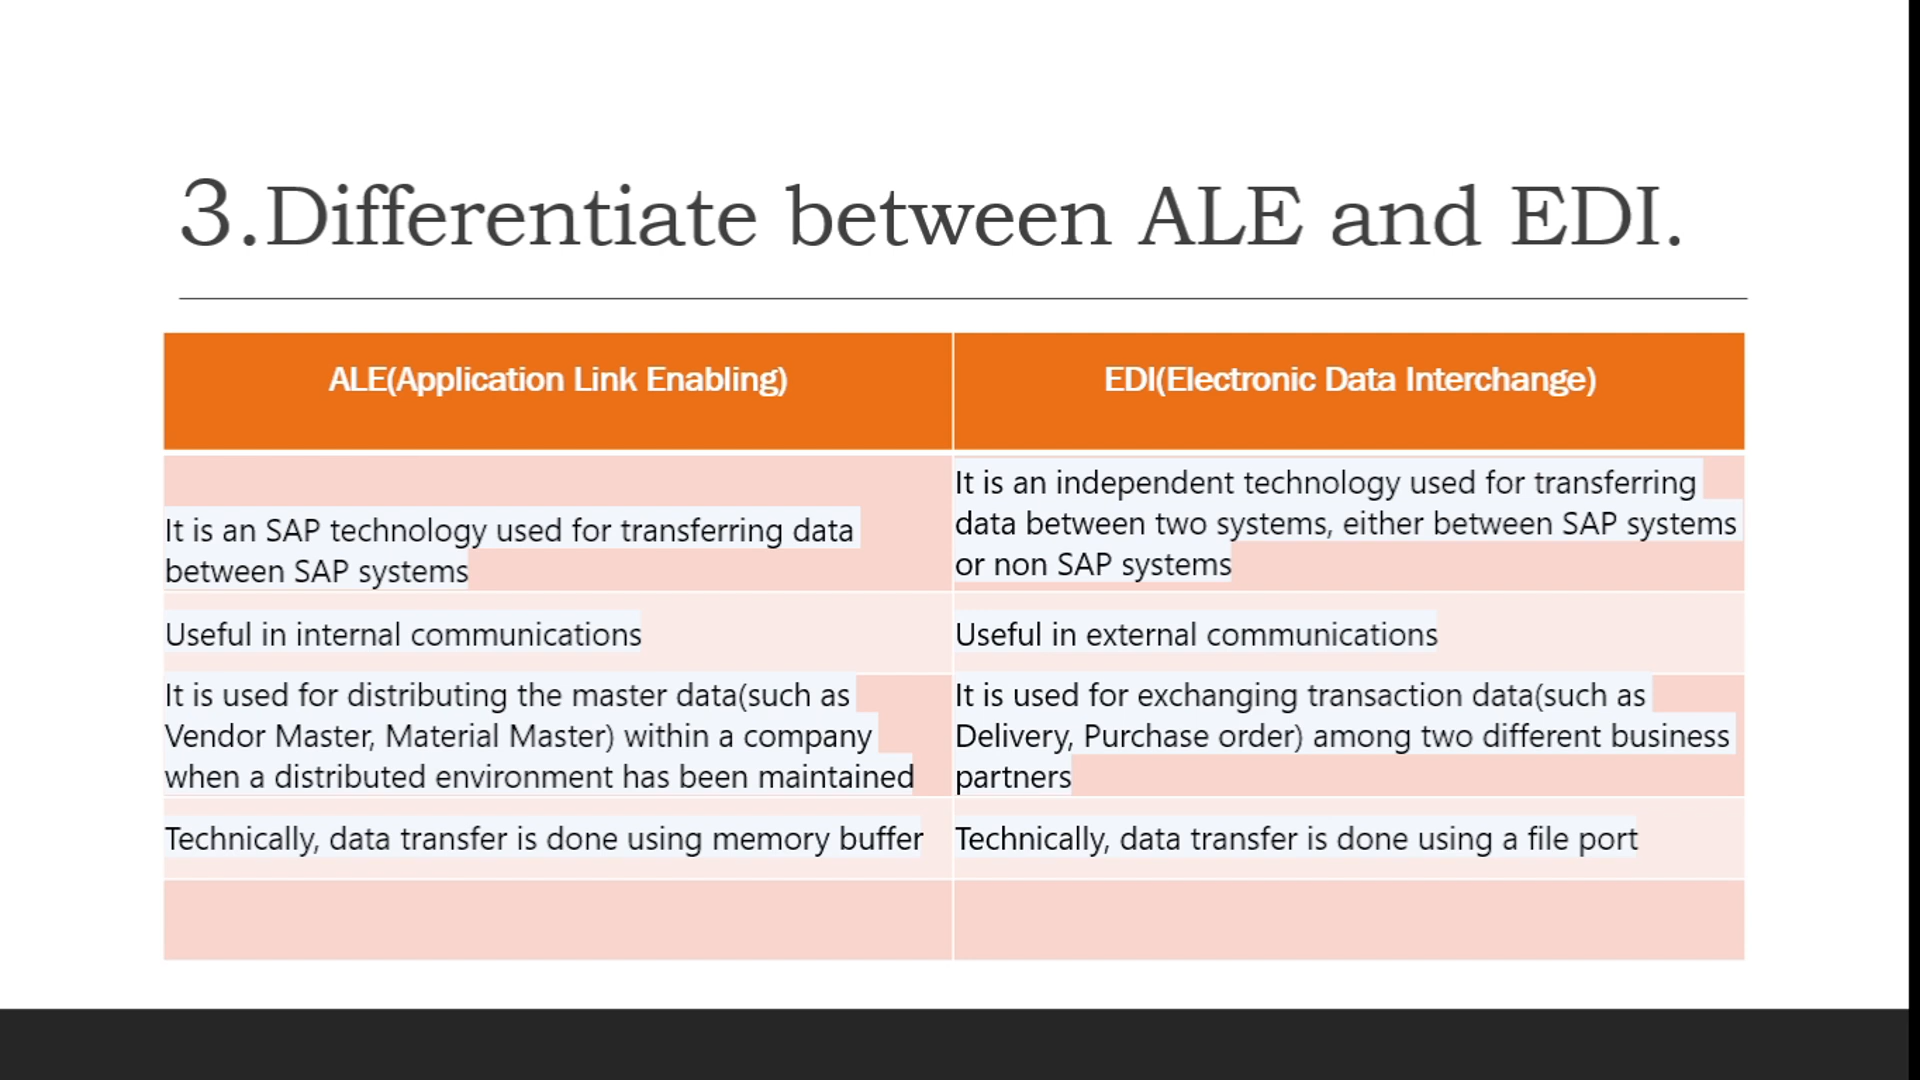 3.Differentiate between ALE and EDI.
ALE(Application Link Enabling)
EDI(Electronic Data Interchange)
It is an SAP technology used for transferring data
between SAP systems
It is an independent technology used for transferring
data between two systems, either between SAP systems
or non SAP systems
Useful in internal communications
Useful in external communications
It is used for distributing the master data(such as
Vendor Master, Material Master) within a company
when a distributed environment has been maintained
It is used for exchanging transaction data(such as
Delivery, Purchase order) among two different business
partners
Technically, data transfer is done using memory buffer
Technically, data transfer is done using a file port